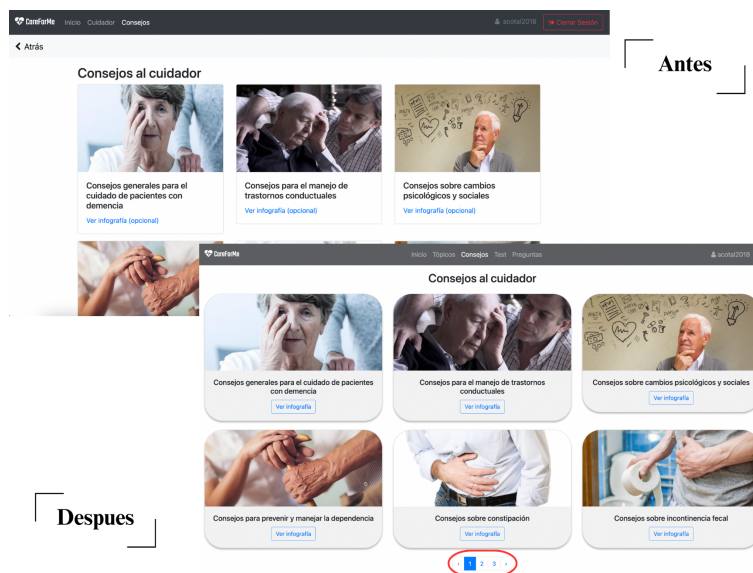 CareForMe Inicio Cuidador Consejos acotal2018 Cerrar Sesión
Atrás
Antes
Consejos al cuidador
Consejos generales para el
cuidado de pacientes con
demencia
Ver infografía (opcional)
Consejos para el manejo de
trastornos conductuales
Ver infografía (opcional)
Consejos sobre cambios
psicológicos y sociales
Ver infografía (opcional)
CareForMe Inicio Tópicos Consejos Test Preguntas acotal2018
Consejos al cuidador
Consejos generales para el cuidado de pacientes
con demencia
Ver infografía
Consejos para el manejo de trastornos
conductuales
Ver infografía
Consejos sobre cambios psicológicos y sociales
Ver infografía
Consejos para prevenir y manejar la dependencia
Ver infografía
Consejos sobre constipación
Ver infografía
Consejos sobre incontinencia fecal
Ver infografía
Despues
‹ 1 2 3 ›